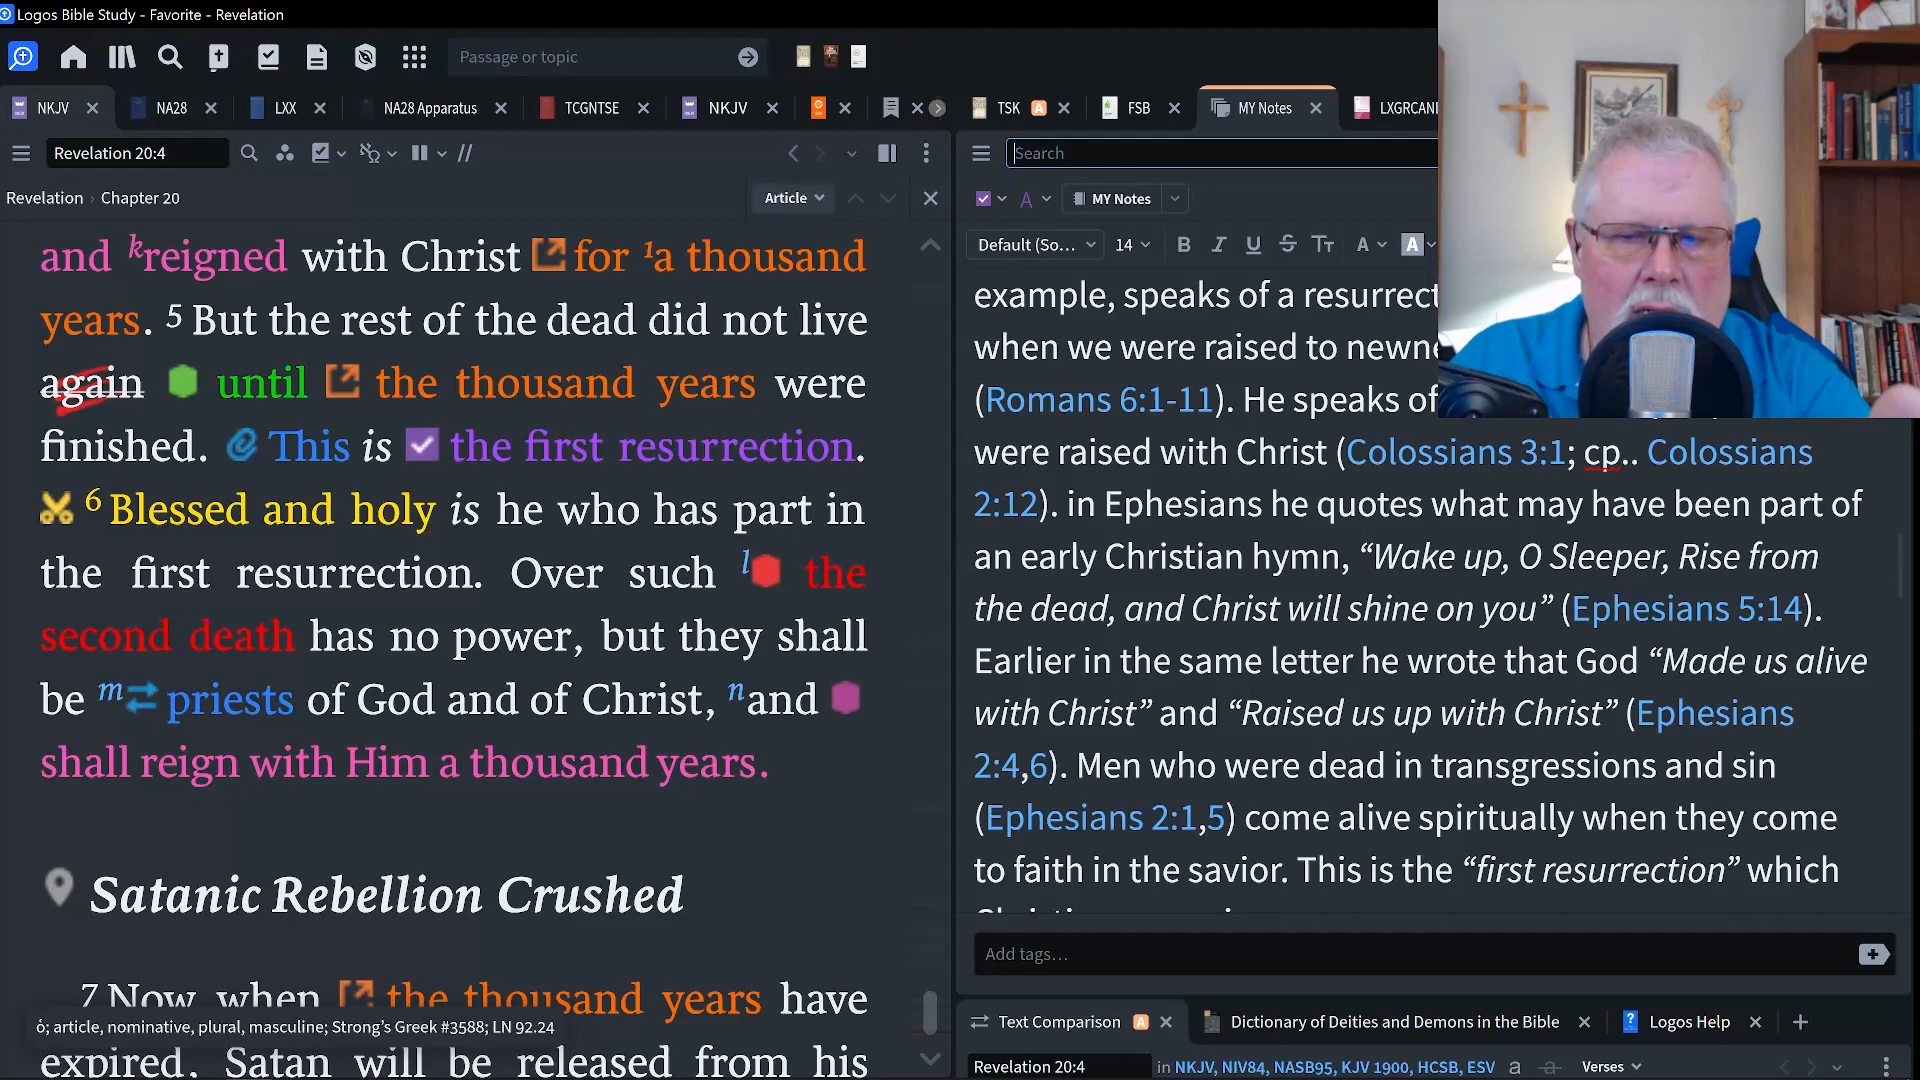 Logos Bible Study - Favorite - Revelation
Passage or topic
NKJV
NA28
LXX
NA28 Apparatus
TCGNTSE
NKJV
TSK A
FSB
MY Notes
Revelation 20:4
Search
Revelation › Chapter 20
Article
MY Notes
Default (So...
14
B I U S Tт A A
and kreigned with Christ for 1a thousand
years. 5 But the rest of the dead did not live
again until the thousand years were
finished. This is the first resurrection.
6 Blessed and holy is he who has part in
the first resurrection. Over such l the
second death has no power, but they shall
be m priests of God and of Christ, n and
shall reign with Him a thousand years.
Satanic Rebellion Crushed
7 Now when the thousand years have
expired, Satan will be released from his
ὁ; article, nominative, plural, masculine; Strong's Greek #3588; LN 92.24
example, speaks of a
when we were raised to
(Romans 6:1-11). He speaks of
were raised with Christ (Colossians 3:1; cp.. Colossians
2:12). in Ephesians he quotes what may have been part of
an early Christian hymn, “Wake up, O Sleeper, Rise from
the dead, and Christ will shine on you” (Ephesians 5:14).
Earlier in the same letter he wrote that God “Made us alive
with Christ” and “Raised us up with Christ” (Ephesians
2:4,6). Men who were dead in transgressions and sin
(Ephesians 2:1,5) come alive spiritually when they come
to faith in the savior. This is the “first resurrection” which
Add tags...
Text Comparison A
Dictionary of Deities and Demons in the Bible
Logos Help
Revelation 20:4
in NKJV, NIV84, NASB95, KJV 1900, HCSB, ESV
a a
Verses